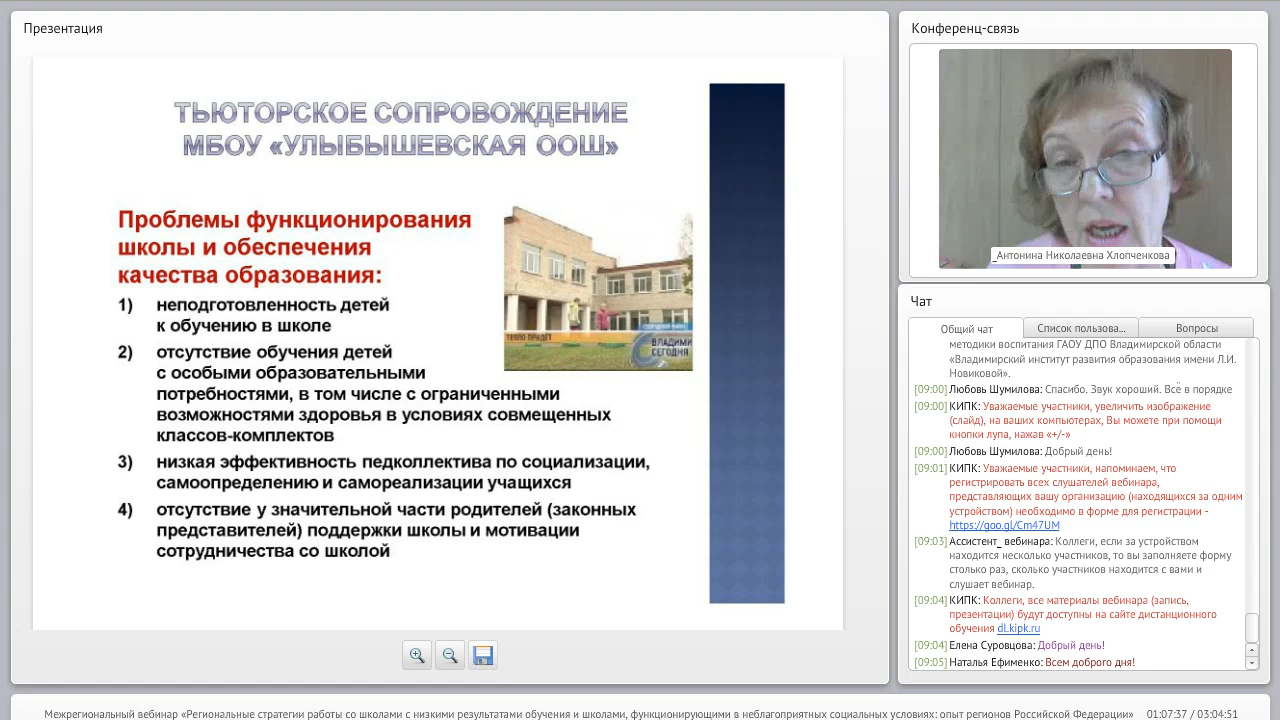 Презентация
ТЬЮТОРСКОЕ СОПРОВОЖДЕНИЕ
МБОУ «УЛЫБЫШЕВСКАЯ ООШ»
Проблемы функционирования
школы и обеспечения
качества образования:
1) неподготовленность детей
к обучению в школе
2) отсутствие обучения детей
с особыми образовательными
потребностями, в том числе с ограниченными
возможностями здоровья в условиях совмещенных
классов-комплектов
3) низкая эффективность педколлектива по социализации,
самоопределению и самореализации учащихся
4) отсутствие у значительной части родителей (законных
представителей) поддержки школы и мотивации
сотрудничества со школой
ТЕПЛО ПРИДЁТ
ВЛАДИМИ
СЕГОДНЯ
Конференц-связь
_Антонина Николаевна Хлопченкова
Чат
Общий чат
Список пользова...
Вопросы
методики воспитания ГАОУ ДПО Владимирской области
«Владимирский институт развития образования имени Л.И.
Новиковой».
[09:00] Любовь Шумилова: Спасибо. Звук хороший. Всё в порядке
[09:00] КИПК: Уважаемые участники, увеличить изображение
(слайд), на ваших компьютерах, Вы можете при помощи
кнопки лупа, нажав «+/-»
[09:00] Любовь Шумилова: Добрый день!
[09:01] КИПК: Уважаемые участники, напоминаем, что
регистрировать всех слушателей вебинара,
представляющих вашу организацию (находящихся за одним
устройством) необходимо в форме для регистрации -
https://goo.gl/Cm47UM
[09:03] Ассистент_ вебинара: Коллеги, если за устройством
находится несколько участников, то вы заполняете форму
столько раз, сколько участников находится с вами и
слушает вебинар.
[09:04] КИПК: Коллеги, все материалы вебинара (запись,
презентации) будут доступны на сайте дистанционного
обучения dl.kipk.ru
[09:04] Елена Суровцова: Добрый день!
[09:05] Наталья Ефименко: Всем доброго дня!
Межрегиональный вебинар «Региональные стратегии работы со школами с низкими результатами обучения и школами, функционирующими в неблагоприятных социальных условиях: опыт регионов Российской Федерации» 01:07:37 / 03:04:51